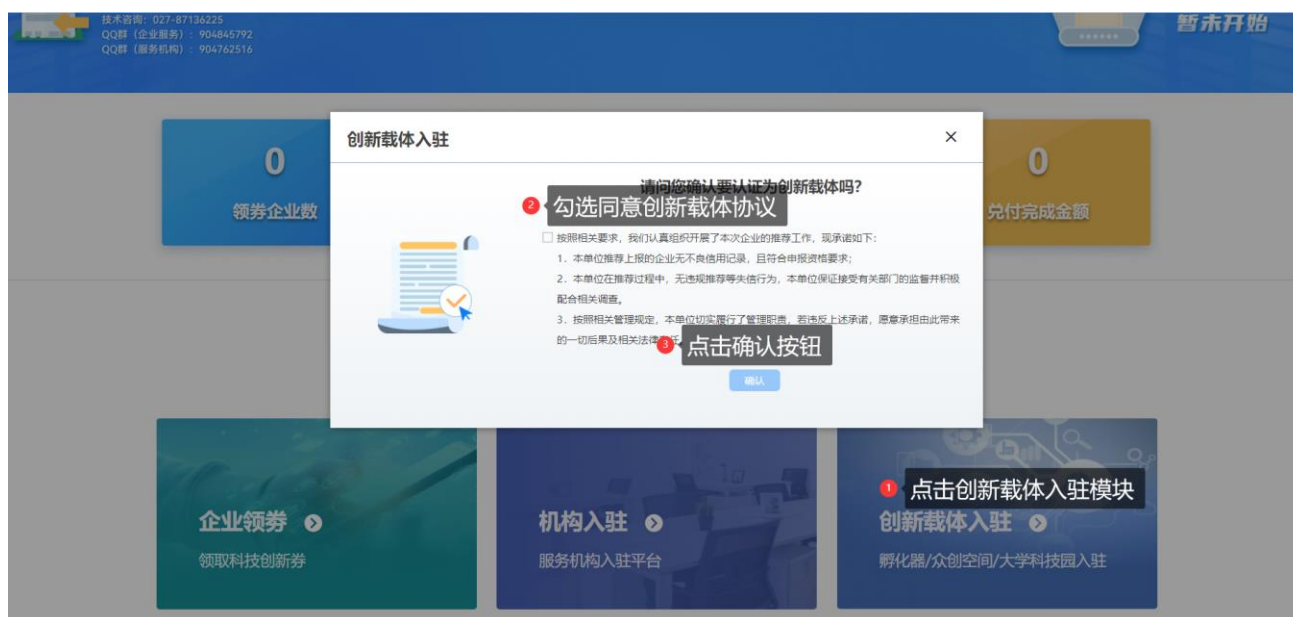 技术咨询：027-87136225
QQ群（企业服务）：904845792
QQ群（服务机构）：904762516
暂未开始
0
领券企业数
0
兑付完成金额
创新载体入驻
×
请问您确认要认证为创新载体吗?
2 勾选同意创新载体协议
按照相关要求，我们认真组织开展了本次企业的推荐工作，现承诺如下：
1. 本单位推荐上报的企业无不良信用记录，且符合申报资格要求；
2. 本单位在推荐过程中，无违规推荐等失信行为，本单位保证接受有关部门的监督并积极
配合相关调查。
3. 按照相关管理规定，本单位切实履行了管理职责，若违反上述承诺，愿意承担由此带来
的一切后果及相关法律责任
3 点击确认按钮
确认
1 点击创新载体入驻模块
企业领券
领取科技创新券
机构入驻
服务机构入驻平台
创新载体入驻
孵化器/众创空间/大学科技园入驻